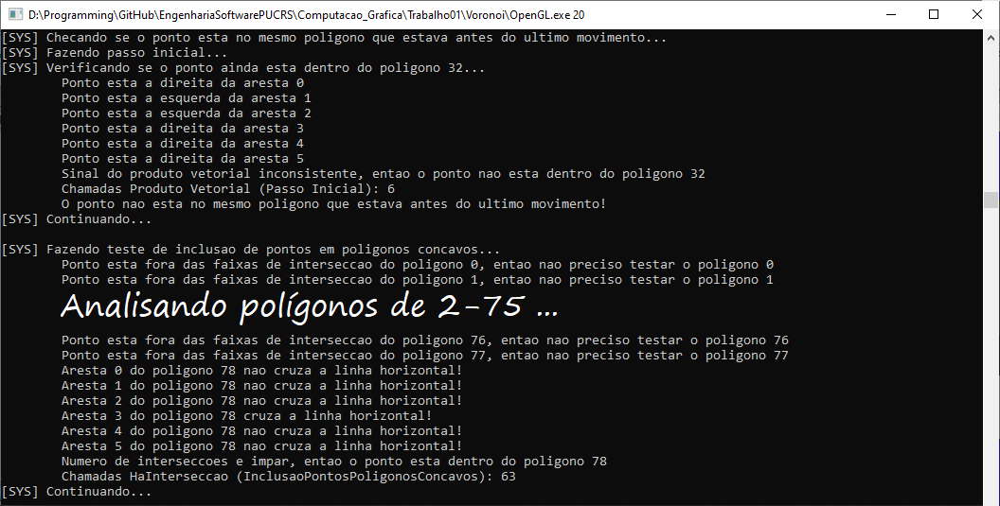 D:\Programming\GitHub\EngenhariaSoftwarePUCRS\Computacao_Grafica\Trabalho01\Voronoi\OpenGL.exe 20
[SYS] Checando se o ponto esta no mesmo poligono que estava antes do ultimo movimento...
[SYS] Fazendo passo inicial...
[SYS] Verificando se o ponto ainda esta dentro do poligono 32...
Ponto esta a direita da aresta 0
Ponto esta a esquerda da aresta 1
Ponto esta a esquerda da aresta 2
Ponto esta a direita da aresta 3
Ponto esta a direita da aresta 4
Ponto esta a direita da aresta 5
Sinal do produto vetorial inconsistente, entao o ponto nao esta dentro do poligono 32
Chamadas Produto Vetorial (Passo Inicial): 6
O ponto nao esta no mesmo poligono que estava antes do ultimo movimento!
[SYS] Continuando...
[SYS] Fazendo teste de inclusao de pontos em poligonos concavos...
Ponto esta fora das faixas de interseccao do poligono 0, entao nao preciso testar o poligono 0
Ponto esta fora das faixas de interseccao do poligono 1, entao nao preciso testar o poligono 1
Analisando polígonos de 2-75 ...
Ponto esta fora das faixas de interseccao do poligono 76, entao nao preciso testar o poligono 76
Ponto esta fora das faixas de interseccao do poligono 77, entao nao preciso testar o poligono 77
Aresta 0 do poligono 78 nao cruza a linha horizontal!
Aresta 1 do poligono 78 nao cruza a linha horizontal!
Aresta 2 do poligono 78 nao cruza a linha horizontal!
Aresta 3 do poligono 78 cruza a linha horizontal!
Aresta 4 do poligono 78 nao cruza a linha horizontal!
Aresta 5 do poligono 78 nao cruza a linha horizontal!
Numero de interseccoes e impar, entao o ponto esta dentro do poligono 78
Chamadas HaInterseccao (InclusaoPontosPoligonosConcavos): 63
[SYS] Continuando...